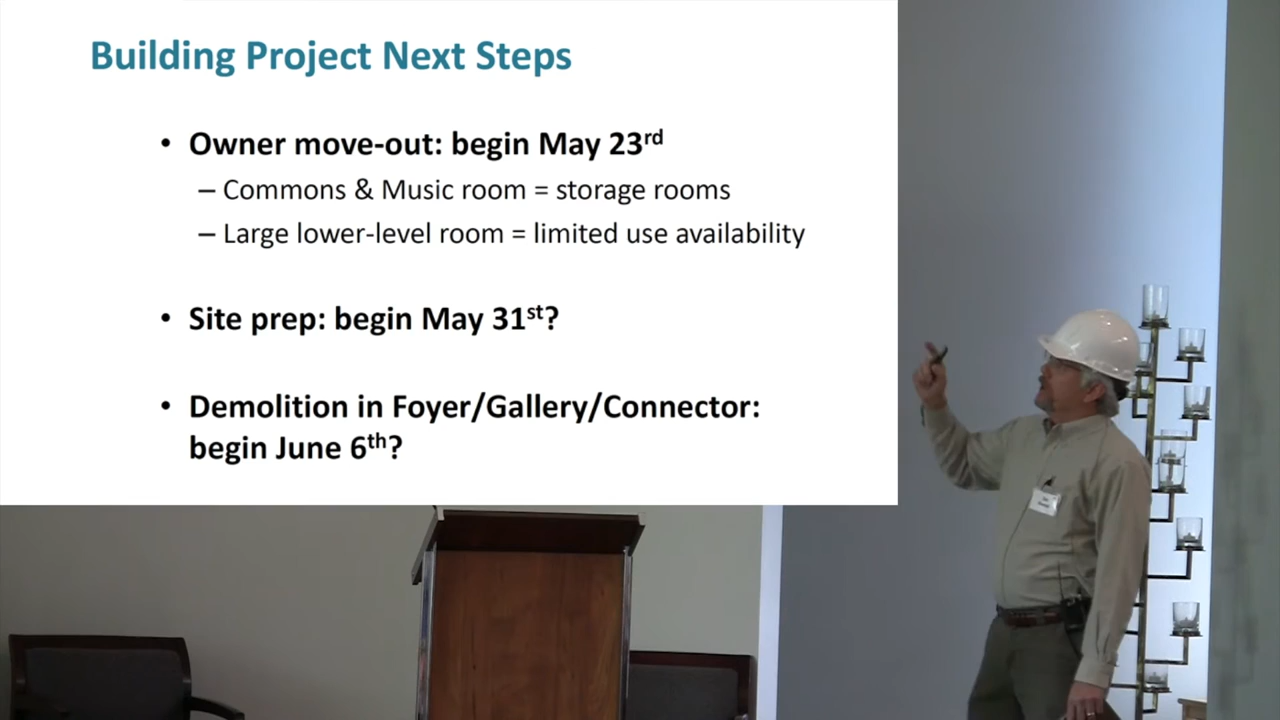 Building Project Next Steps
• Owner move-out: begin May 23rd
– Commons & Music room = storage rooms
– Large lower-level room = limited use availability
• Site prep: begin May 31st?
• Demolition in Foyer/Gallery/Connector:
begin June 6th?